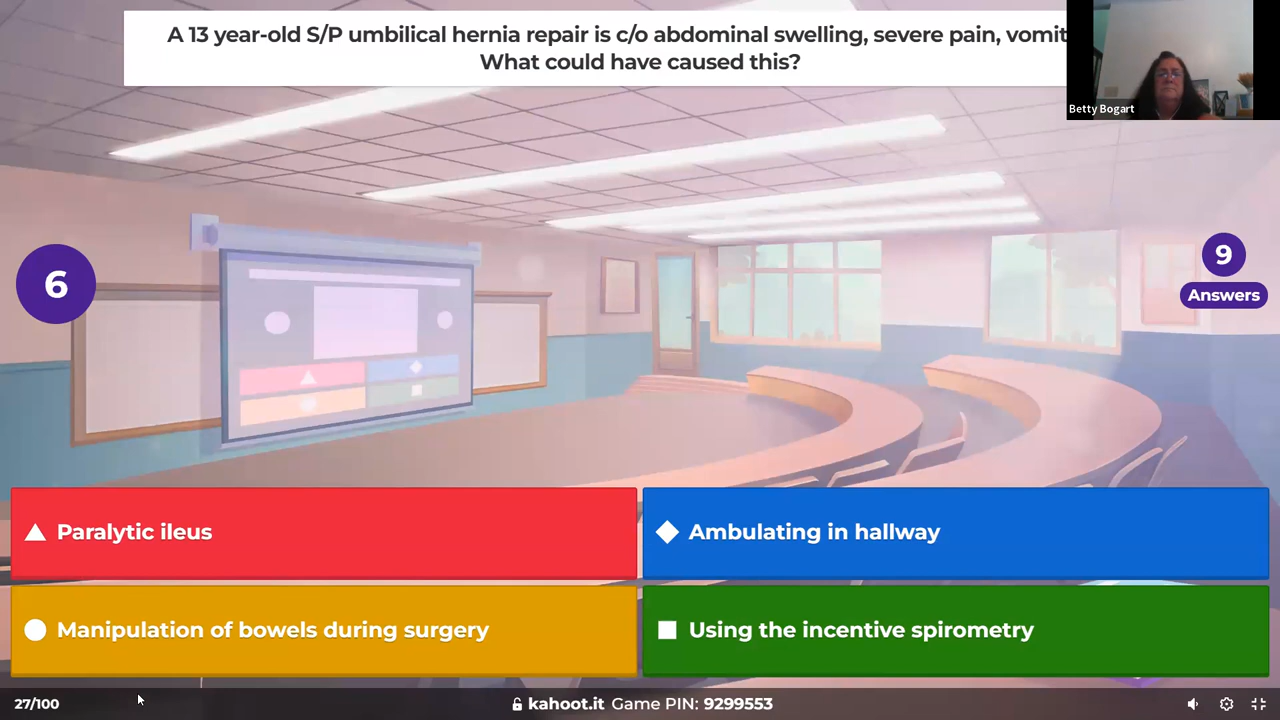 A 13 year-old S/P umbilical hernia repair is c/o abdominal swelling, severe pain,
What could have caused this?
Betty Bogart
6
9
Answers
Paralytic ileus
Ambulating in hallway
Manipulation of bowels during surgery
Using the incentive spirometry
27/100
kahoot.it Game PIN: 9299553